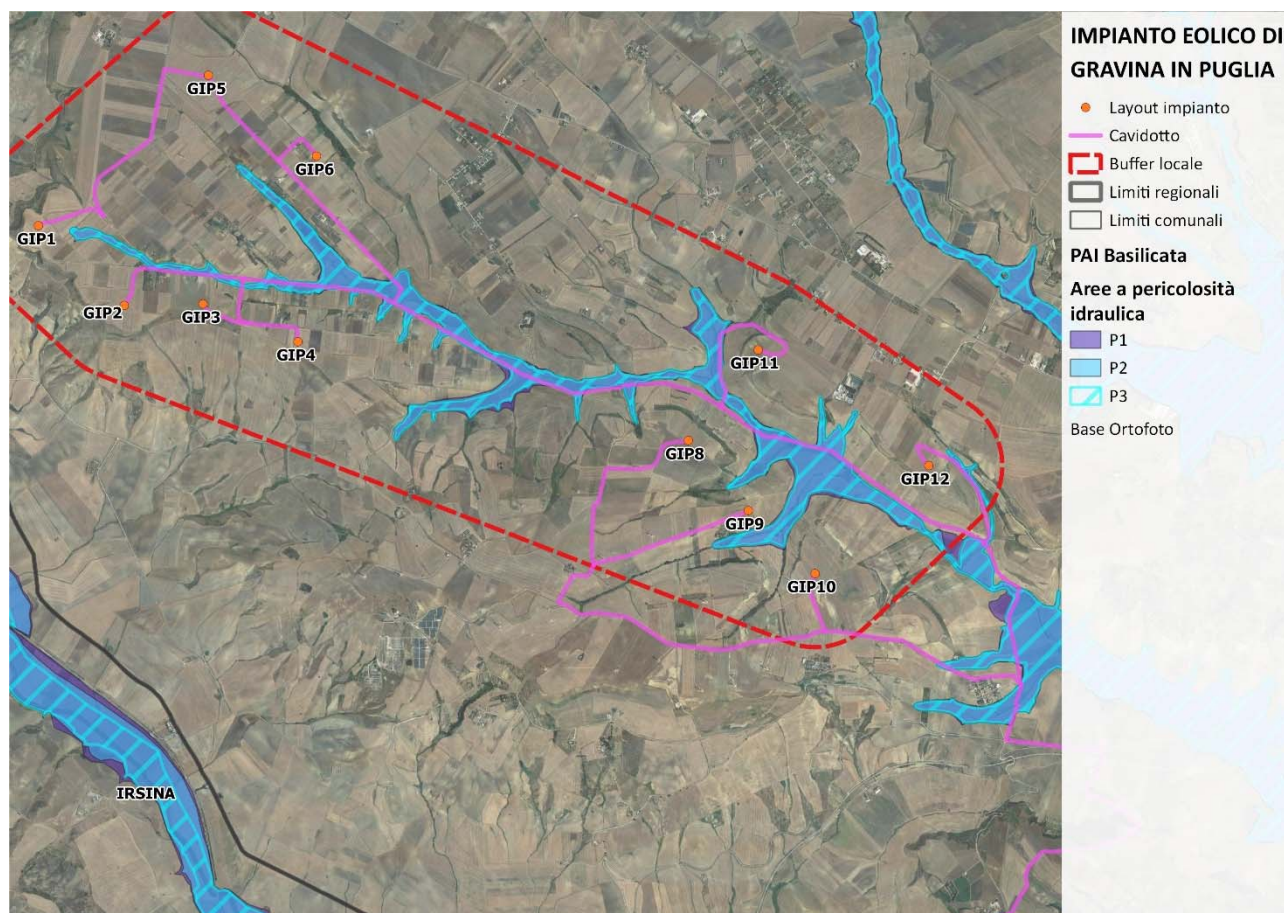 GIP5
GIP6
GIP1
GIP2
GIP3
GIP4
GIP11
GIP8
GIP12
GIP9
GIP10
IRSINA
IMPIANTO EOLICO DI
GRAVINA IN PUGLIA
Layout impianto
Cavidotto
Buffer locale
Limiti regionali
Limiti comunali
PAI Basilicata
Aree a pericolosità
idraulica
P1
P2
P3
Base Ortofoto